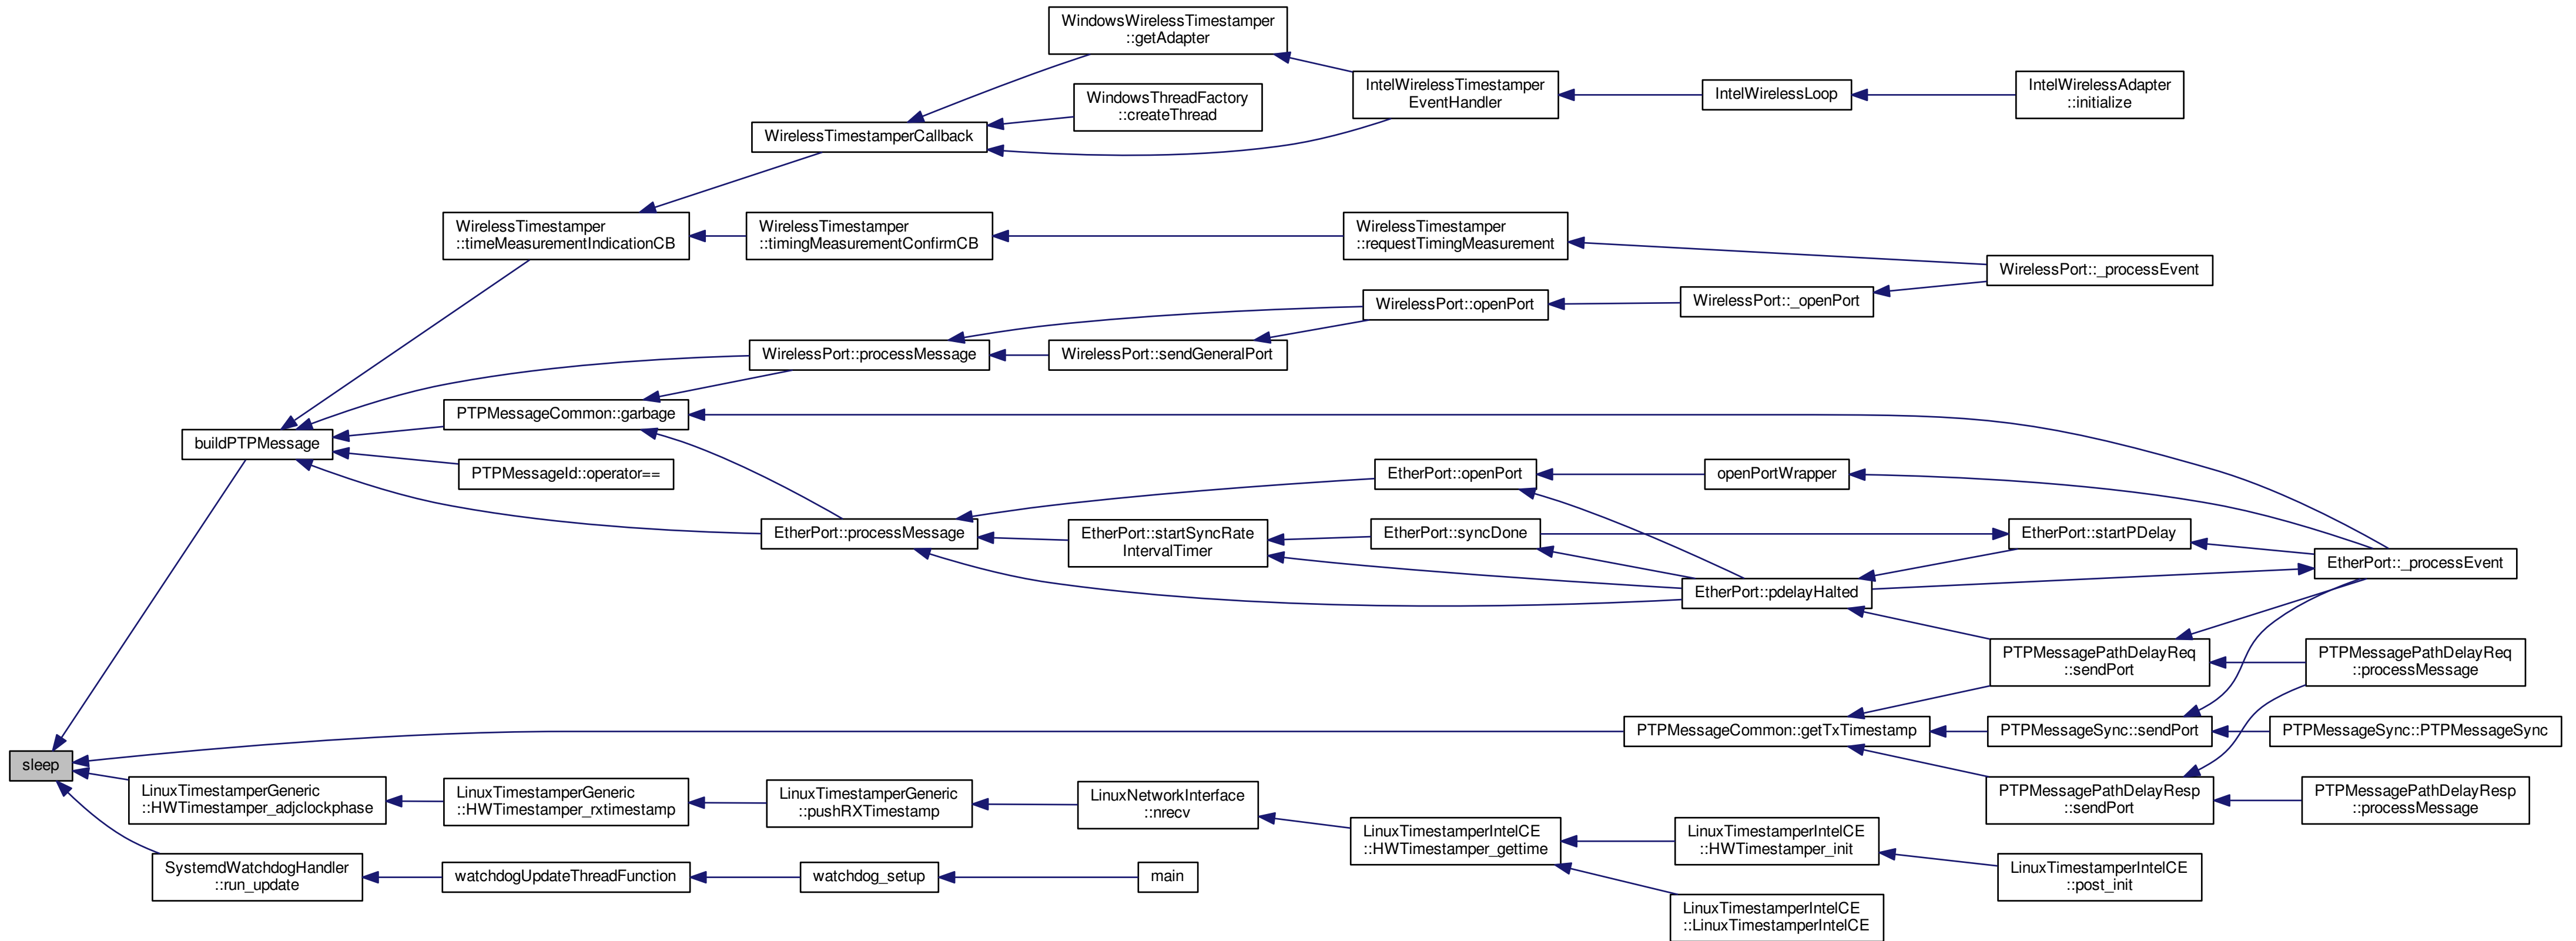 WindowsWirelessTimestamper
::getAdapter
WindowsThreadFactory
::createThread
IntelWirelessTimestamper
EventHandler
IntelWirelessLoop
IntelWirelessAdapter
::initialize
WirelessTimestamperCallback
WirelessTimestamper
::timeMeasurementIndicationCB
WirelessTimestamper
::timingMeasurementConfirmCB
WirelessTimestamper
::requestTimingMeasurement
WirelessPort::_processEvent
WirelessPort::openPort
WirelessPort::_openPort
WirelessPort::processMessage
WirelessPort::sendGeneralPort
PTPMessageCommon::garbage
buildPTPMessage
PTPMessageId::operator==
EtherPort::openPort
openPortWrapper
EtherPort::processMessage
EtherPort::startSyncRate
IntervalTimer
EtherPort::syncDone
EtherPort::startPDelay
EtherPort::_processEvent
EtherPort::pdelayHalted
PTPMessagePathDelayReq
::sendPort
PTPMessagePathDelayReq
::processMessage
PTPMessageCommon::getTxTimestamp
PTPMessageSync::sendPort
PTPMessageSync::PTPMessageSync
sleep
LinuxTimestamperGeneric
::HWTimestamper_adjclockphase
LinuxTimestamperGeneric
::HWTimestamper_rxtimestamp
LinuxTimestamperGeneric
::pushRXTimestamp
LinuxNetworkInterface
::nrecv
PTPMessagePathDelayResp
::sendPort
PTPMessagePathDelayResp
::processMessage
LinuxTimestamperIntelCE
::HWTimestamper_gettime
LinuxTimestamperIntelCE
::HWTimestamper_init
LinuxTimestamperIntelCE
::post_init
SystemdWatchdogHandler
::run_update
watchdogUpdateThreadFunction
watchdog_setup
main
LinuxTimestamperIntelCE
::LinuxTimestamperIntelCE